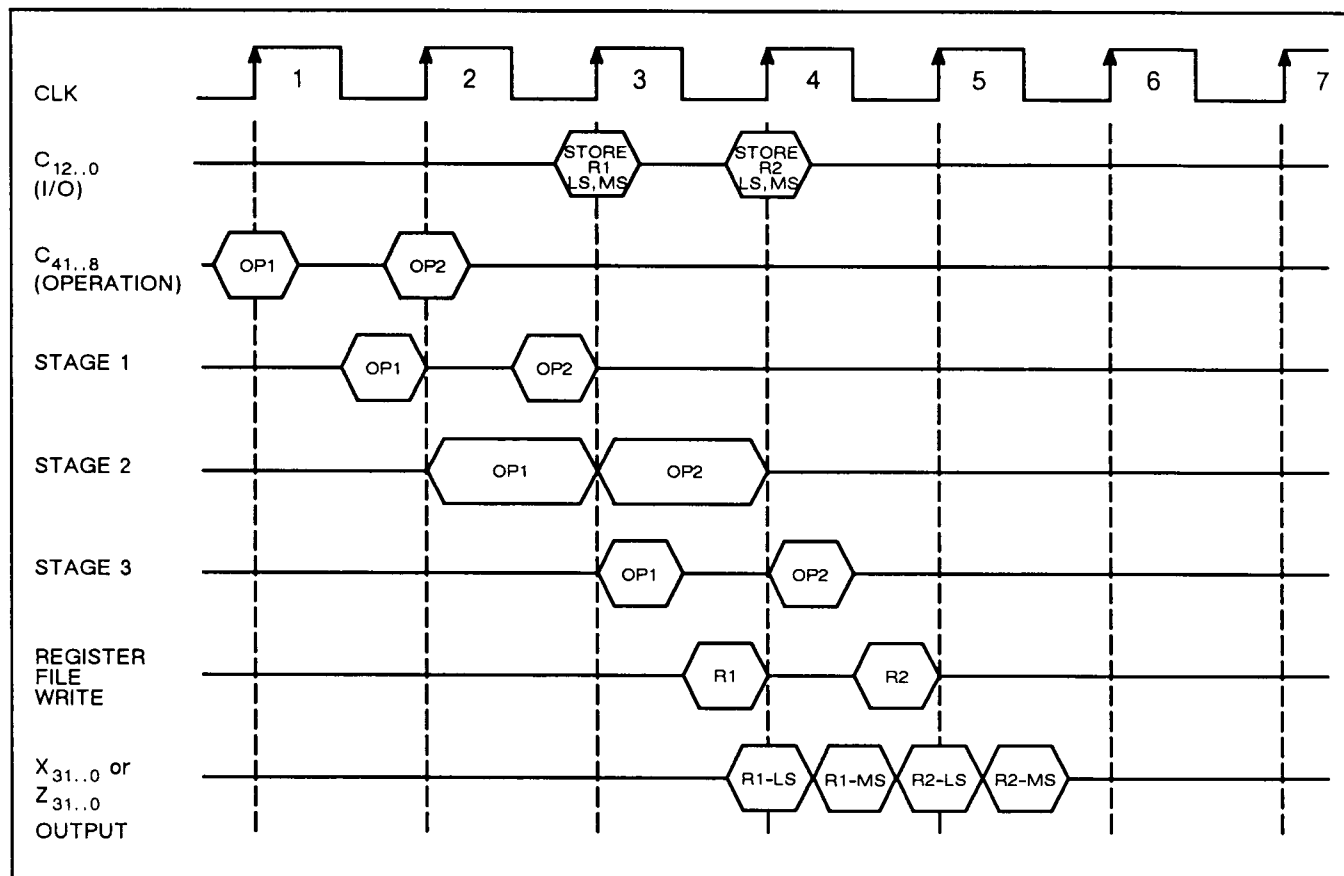 CLK 1 2 3 4 5 6 7
C12..0
(I/O)
STORE
R1
LS, MS
STORE
R2
LS, MS
C41..8
(OPERATION)
OP1 OP2
STAGE 1 OP1 OP2
STAGE 2 OP1 OP2
STAGE 3 OP1 OP2
REGISTER
FILE
WRITE
R1 R2
X31..0 or
Z31..0
OUTPUT
R1-LS R1-MS R2-LS R2-MS